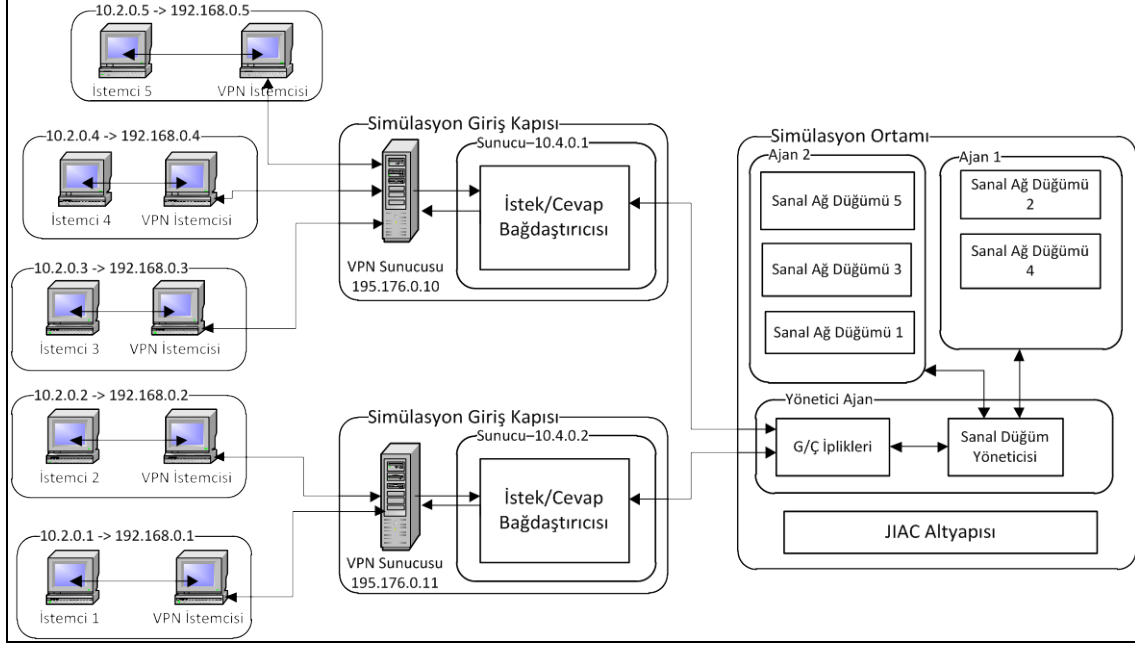 10.2.0.5 -> 192.168.0.5
İstemci 5
VPN İstemcisi
10.2.0.4 -> 192.168.0.4
İstemci 4
VPN İstemcisi
10.2.0.3 -> 192.168.0.3
İstemci 3
VPN İstemcisi
10.2.0.2 -> 192.168.0.2
İstemci 2
VPN İstemcisi
10.2.0.1 -> 192.168.0.1
İstemci 1
VPN İstemcisi
Simülasyon Giriş Kapısı
Sunucu–10.4.0.1
İstek/Cevap
Bağdaştırıcısı
VPN Sunucusu
195.176.0.10
Simülasyon Giriş Kapısı
Sunucu–10.4.0.2
İstek/Cevap
Bağdaştırıcısı
VPN Sunucusu
195.176.0.11
Simülasyon Ortamı
Ajan 2
Sanal Ağ Düğümü 5
Sanal Ağ Düğümü 3
Sanal Ağ Düğümü 1
Ajan 1
Sanal Ağ Düğümü
2
Sanal Ağ Düğümü
4
Yönetici Ajan
G/Ç İplikleri
Sanal Düğüm
Yöneticisi
JIAC Altyapısı